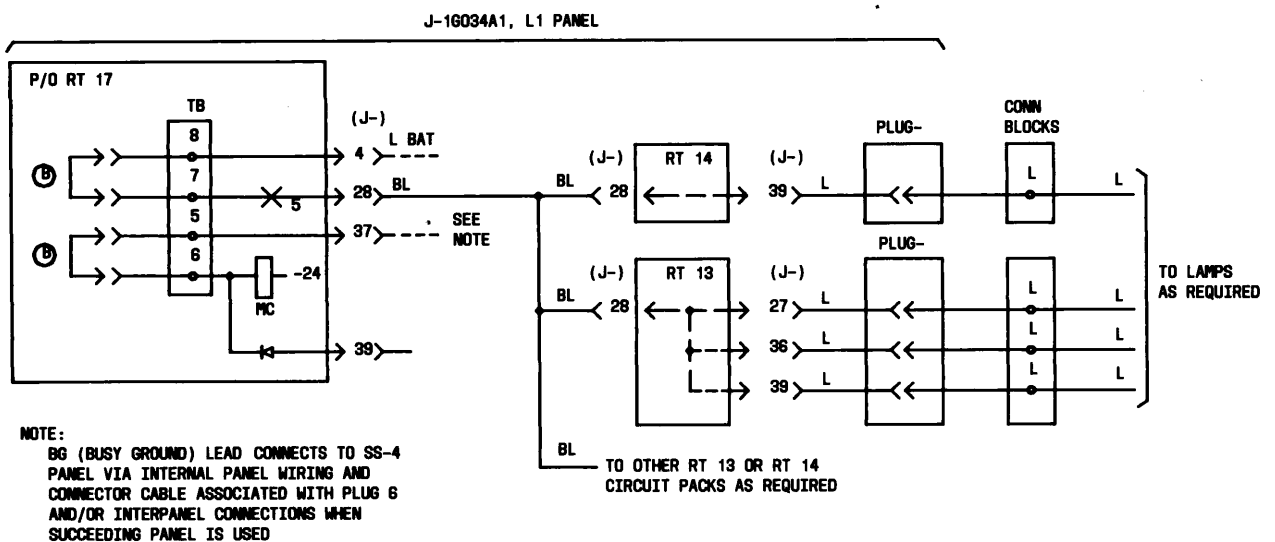 J-1G034A1, L1 PANEL
P/O RT 17
TB
(J-)
8
4
L BAT
B
7
5
28
BL
5
37
SEE
NOTE
B
6
-24
MC
39
BL
(J-)
28
RT 14
(J-)
39
L
PLUG-
CONN
BLOCKS
L
L
BL
(J-)
28
RT 13
(J-)
27
L
36
L
39
L
PLUG-
L
L
L
L
L
L
TO LAMPS
AS REQUIRED
BL
TO OTHER RT 13 OR RT 14
CIRCUIT PACKS AS REQUIRED
NOTE:
BG (BUSY GROUND) LEAD CONNECTS TO SS-4
PANEL VIA INTERNAL PANEL WIRING AND
CONNECTOR CABLE ASSOCIATED WITH PLUG 6
AND/OR INTERPANEL CONNECTIONS WHEN
SUCCEEDING PANEL IS USED